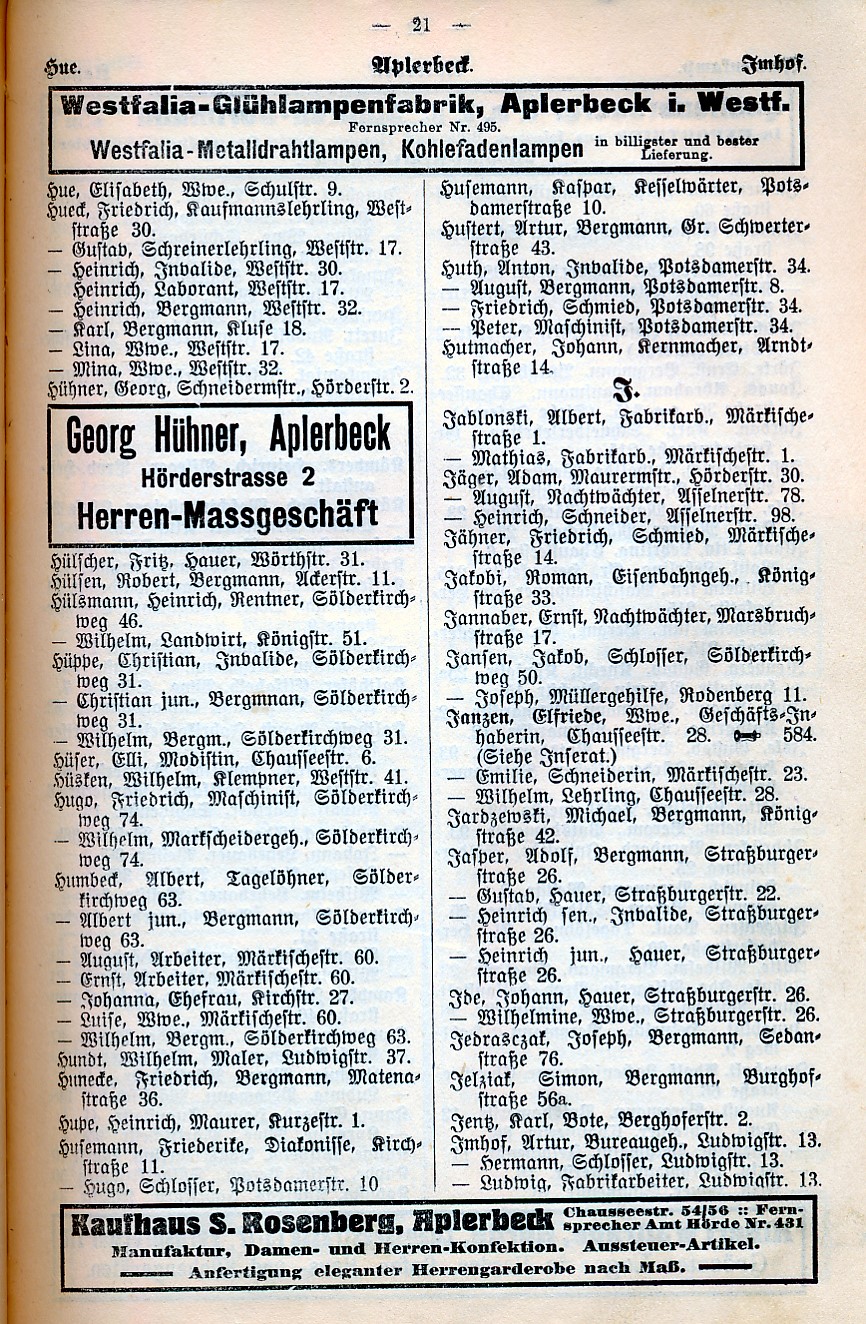 — 21 —
Hue. Aplerbeck. Imhof.
Westfalia-Glühlampenfabrik, Aplerbeck i. Westf.
Fernsprecher Nr. 495.
Westfalia-Metalldrahtlampen, Kohlefadenlampen in billigster und bester
Lieferung.
Hue, Elisabeth, Wwe., Schulstr. 9.
Hueck, Friedrich, Kaufmannslehrling, West-
straße 30.
— Gustav, Schreinerlehrling, Weststr. 17.
— Heinrich, Invalide, Weststr. 30.
Heinrich, Laborant, Weststr. 17.
— Heinrich, Bergmann, Weststr. 32.
— Karl, Bergmann, Kluse 18.
— Lina, Wwe., Weststr. 17.
— Mina, Wwe., Weststr. 32.
Hühner, Georg, Schneidermstr., Hörderstr. 2.
Georg Hühner, Aplerbeck
Hörderstrasse 2
Herren-Massgeschäft
Hülscher, Fritz, Hauer, Wörthstr. 31.
Hülsen, Robert, Bergmann, Ackerstr. 11.
Hülsmann, Heinrich, Rentner, Sölderkirch-
weg 46.
— Wilhelm, Landwirt, Königstr. 51.
Hüppe, Christian, Invalide, Sölderkirch-
weg 31.
— Christian jun., Bergmnan, Sölderkirch-
weg 31.
— Wilhelm, Bergm., Sölderkirchweg 31.
Hüser, Elli, Modistin, Chausseestr. 6.
Hüsken, Wilhelm, Klempner, Weststr. 41.
Hugo, Friedrich, Maschinist, Sölderkirch-
weg 74.
— Wilhelm, Markscheidergeh., Sölderkirch-
weg 74.
Humbeck, Albert, Tagelöhner, Sölder-
kirchweg 63.
— Albert jun., Bergmann, Sölderkirch-
weg 63.
— August, Arbeiter, Märkischestr. 60.
— Ernst, Arbeiter, Märkischestr. 60.
— Johanna, Ehefrau, Kirchstr. 27.
— Luise, Wwe., Märkischestr. 60.
— Wilhelm, Bergm., Sölderkirchweg 63.
Hundt, Wilhelm, Maler, Ludwigstr. 37.
Hunecke, Friedrich, Bergmann, Matena-
straße 36.
Hupe, Heinrich, Maurer, Kurzestr. 1.
Husemann, Friederike, Diakonisse, Kirch-
straße 11.
— Hugo, Schlosser, Potsdamerstr. 10
Husemann, Kaspar, Kesselwärter, Pots-
damerstraße 10.
Hustert, Artur, Bergmann, Gr. Schwerter-
straße 43.
Huth, Anton, Invalide, Potsdamerstr. 34.
— August, Bergmann, Potsdamerstr. 8.
— Friedrich, Schmied, Potsdamerstr. 34.
— Peter, Maschinist, Potsdamerstr. 34.
Hutmacher, Johann, Kernmacher, Arndt-
straße 14.
J.
Jablonski, Albert, Fabrikarb., Märkische-
straße 1.
— Mathias, Fabrikarb., Märkischestr. 1.
Jäger, Adam, Maurermstr., Hörderstr. 30.
— August, Nachtwächter, Asselnerstr. 78.
— Heinrich, Schneider, Asselnerstr. 98.
Jähner, Friedrich, Schmied, Märkische-
straße 14.
Jakobi, Roman, Eisenbahngeh., König-
straße 33.
Jannaber, Ernst, Nachtwächter, Marsbruch-
straße 17.
Jansen, Jakob, Schlosser, Sölderkirch-
weg 50.
— Joseph, Müllergehilfe, Rodenberg 11.
Janzen, Elfriede, Wwe., Geschäfts-In-
haberin, Chausseestr. 28. 584.
(Siehe Inserat.)
— Emilie, Schneiderin, Märkischestr. 23.
— Wilhelm, Lehrling, Chausseestr. 28.
Jardzewski, Michael, Bergmann, König-
straße 42.
Jasper, Adolf, Bergmann, Straßburger-
straße 26.
— Gustav, Hauer, Straßburgerstr. 22.
— Heinrich sen., Invalide, Straßburger-
straße 26.
— Heinrich jun., Hauer, Straßburger-
straße 26.
Ide, Johann, Hauer, Straßburgerstr. 26.
— Wilhelmine, Wwe., Straßburgerstr. 26.
Jedrasczak, Joseph, Bergmann, Sedan-
straße 76.
Jelziak, Simon, Bergmann, Burghof-
straße 56a.
Jentz, Karl, Bote, Berghoferstr. 2.
Imhof, Artur, Bureaugeh., Ludwigstr. 13.
— Hermann, Schlosser, Ludwigstr. 13.
— Ludwig, Fabrikarbeiter, Ludwigstr. 13.
Kaufhaus S. Rosenberg, Aplerbeck Chausseestr. 54/56 :: Fern-
sprecher Amt Hörde Nr. 431
Manufaktur, Damen- und Herren-Konfektion. Aussteuer-Artikel.
Anfertigung eleganter Herrengarderobe nach Maß.